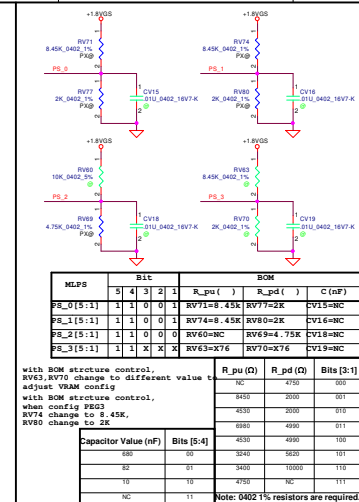 +1.8VGS
+1.8VGS
RV71
8.45K_0402_1%
PX@
RV74
8.45K_0402_1%
PX@
PS_0
PS_1
RV77
2K_0402_1%
PX@
CV15
.01U_0402_16V7-K
@
RV80
2K_0402_1%
PX@
CV16
.01U_0402_16V7-K
@
+1.8VGS
+1.8VGS
RV60
10K_0402_5%
@
RV63
8.45K_0402_1%
@
PS_2
PS_3
RV69
4.75K_0402_1%
PX@
CV18
.01U_0402_16V7-K
@
RV70
2K_0402_1%
@
CV19
.01U_0402_16V7-K
@
MLPS Bit BOM
5 4 3 2 1 R_pu( ) R_pd( ) C(nF)
PS_0[5:1] 1 1 0 0 1 RV71=8.45k RV77=2K CV15=NC
PS_1[5:1] 1 1 0 0 1 RV74=8.45K RV80=2K CV16=NC
PS_2[5:1] 1 1 0 0 0 RV60=NC RV69=4.75K CV18=NC
PS_3[5:1] 1 1 X X X RV63=X76 RV70=X76 CV19=NC
with BOM strcture control,
RV63,RV70 change to different value to
adjust VRAM config
with BOM strcture control,
when config PEG3
RV74 change to 8.45K,
RV80 change to 2K
R_pu (Ω) R_pd (Ω) Bits [3:1]
NC 4750 000
8450 2000 001
4530 2000 010
6980 4990 011
4530 4990 100
3240 5620 101
3400 10000 110
4750 NC 111
Note: 0402 1% resistors are required.
Capacitor Value (nF) Bits [5:4]
680 00
82 01
10 10
NC 11